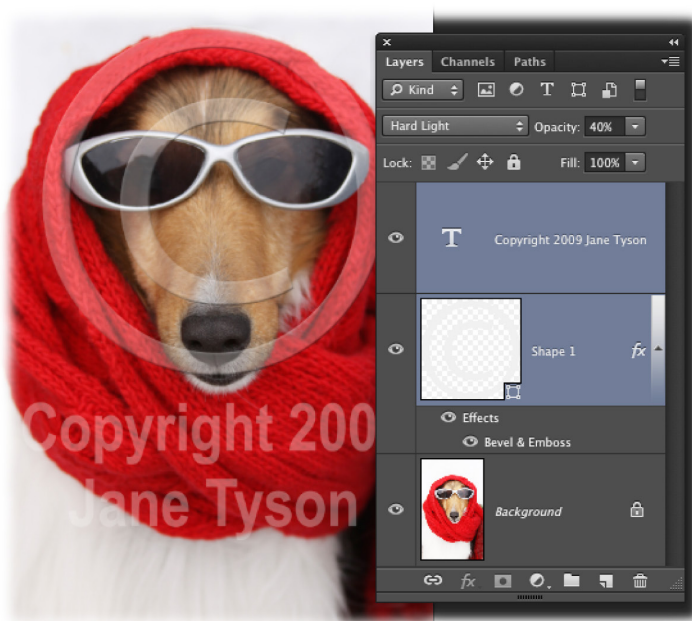 Copyright 200
Jane Tyson
Layers Channels Paths
Kind T
Hard Light Opacity: 40%
Lock: Fill: 100%
T Copyright 2009 Jane Tyson
Shape 1 fx
Effects
Bevel & Emboss
Background
fx